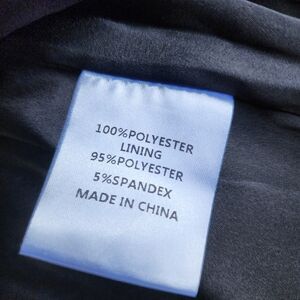 100%POLYESTER
LINING
95%POLYESTER
5%SPANDEX
MADE IN CHINA